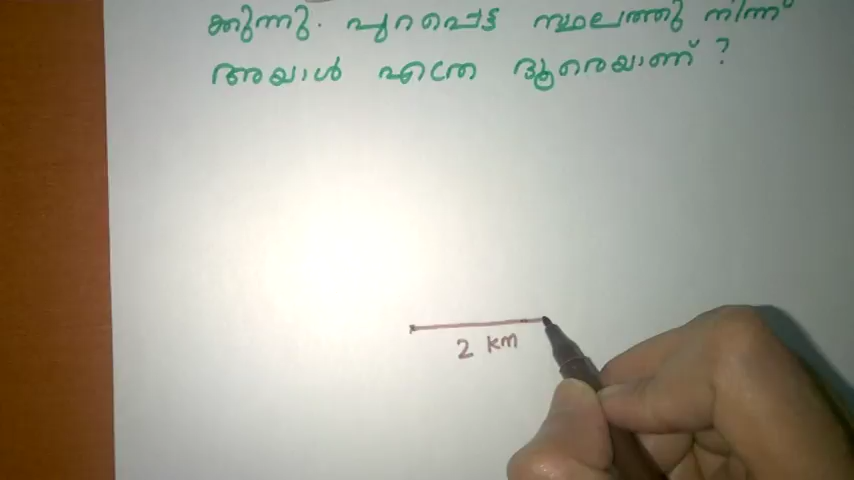 ക്കുന്നു. പുറപ്പെട്ട സ്ഥലത്തു നിന്ന്
അയാൾ എത്ര ദൂരെയാണ് ?
2 km